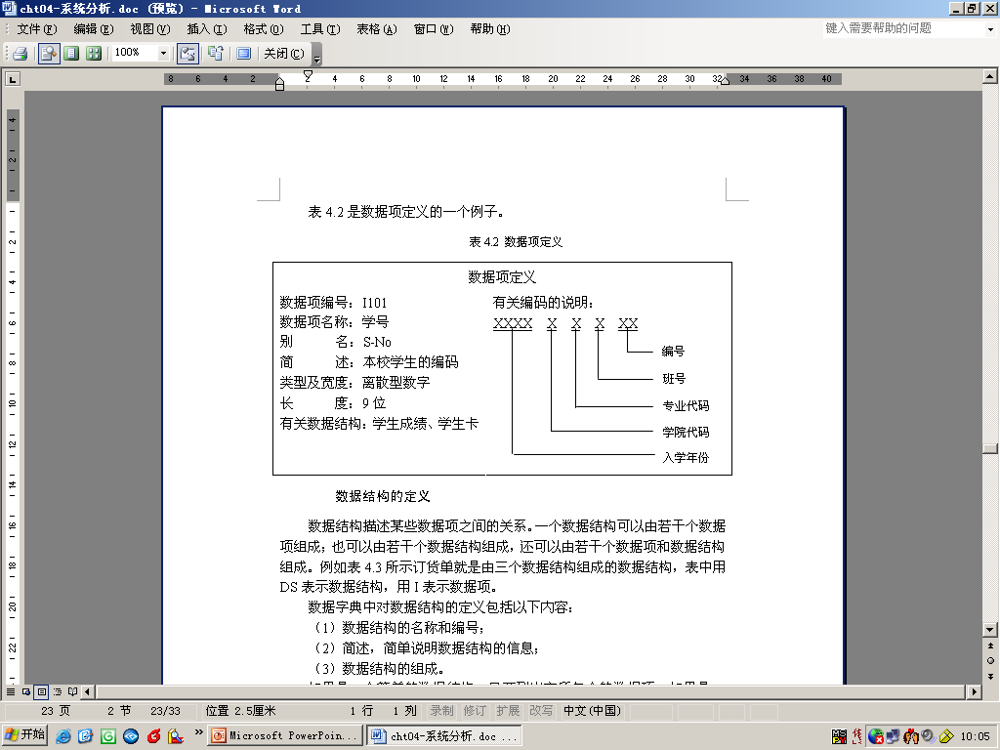 cht04-系统分析.doc (预览) - Microsoft Word
文件(F) 编辑(E) 视图(V) 插入(I) 格式(O) 工具(T) 表格(A) 窗口(W) 帮助(H) 键入需要帮助的问题
100% 关闭(C)
8 6 4 2 2 4 6 8 10 12 14 16 18 20 22 24 26 28 30 32 34 36 38 40
表 4.2 是数据项定义的一个例子。
表 4.2 数据项定义
数据项定义
数据项编号：I101
数据项名称：学号
别 名：S-No
简 述：本校学生的编码
类型及宽度：离散型数字
长 度：9 位
有关数据结构：学生成绩、学生卡
有关编码的说明：
XXXX X X X XX
编号
班号
专业代码
学院代码
入学年份
数据结构的定义
数据结构描述某些数据项之间的关系。一个数据结构可以由若干个数据
项组成；也可以由若干个数据结构组成，还可以由若干个数据项和数据结构
组成。例如表 4.3 所示订货单就是由三个数据结构组成的数据结构，表中用
DS 表示数据结构，用 I 表示数据项。
数据字典中对数据结构的定义包括以下内容：
（1）数据结构的名称和编号；
（2）简述，简单说明数据结构的信息；
（3）数据结构的组成。
23 页 2 节 23/33 位置 2.5厘米 1 行 1 列 录制 修订 扩展 改写 中文(中国)
开始 Microsoft PowerPoin... cht04-系统分析.doc ... 10:05